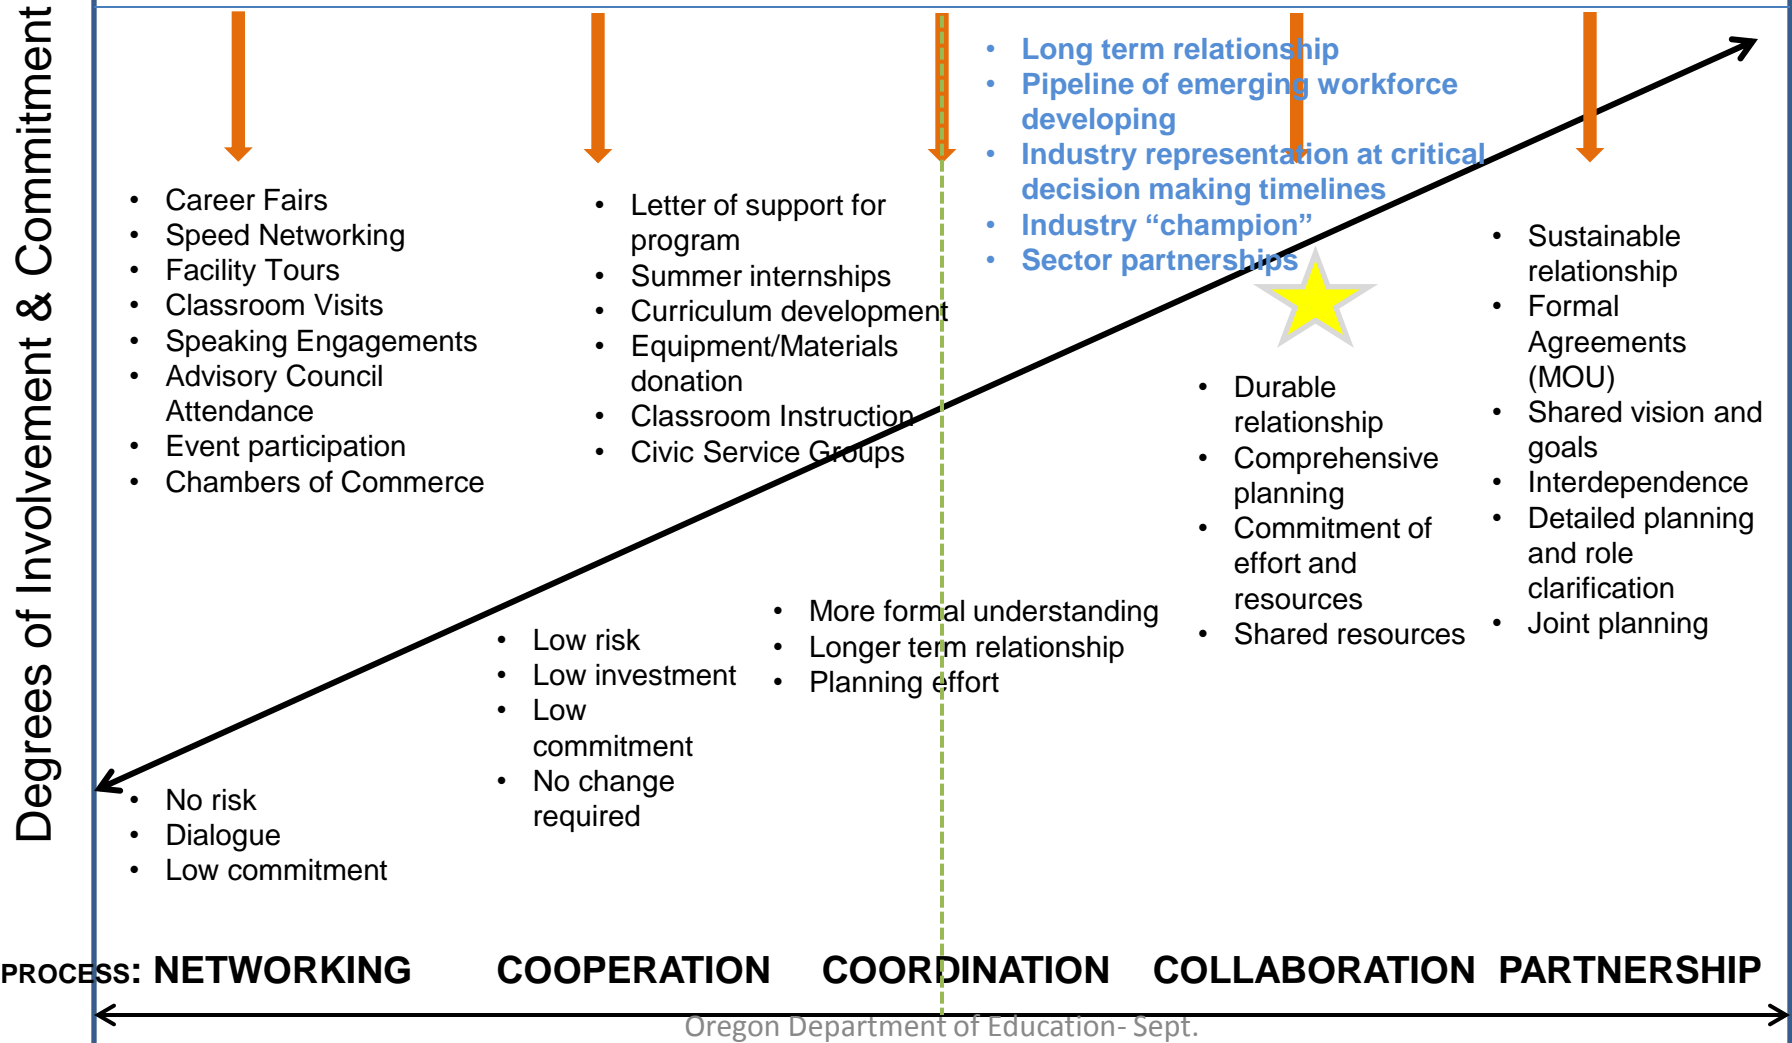 Degrees of Involvement & Commitment
• Long term relationship
• Pipeline of emerging workforce
developing
• Industry representation at critical
decision making timelines
• Industry “champion”
• Sector partnerships
• Career Fairs
• Speed Networking
• Facility Tours
• Classroom Visits
• Speaking Engagements
• Advisory Council
Attendance
• Event participation
• Chambers of Commerce
• Letter of support for
program
• Summer internships
• Curriculum development
• Equipment/Materials
donation
• Classroom Instruction
• Civic Service Groups
• Sustainable
relationship
• Formal
Agreements
(MOU)
• Shared vision and
goals
• Interdependence
• Detailed planning
and role
clarification
• Joint planning
• Durable
relationship
• Comprehensive
planning
• Commitment of
effort and
resources
• Shared resources
• More formal understanding
• Longer term relationship
• Planning effort
• Low risk
• Low investment
• Low
commitment
• No change
required
• No risk
• Dialogue
• Low commitment
PROCESS: NETWORKING COOPERATION COORDINATION COLLABORATION PARTNERSHIP
Oregon Department of Education- Sept.